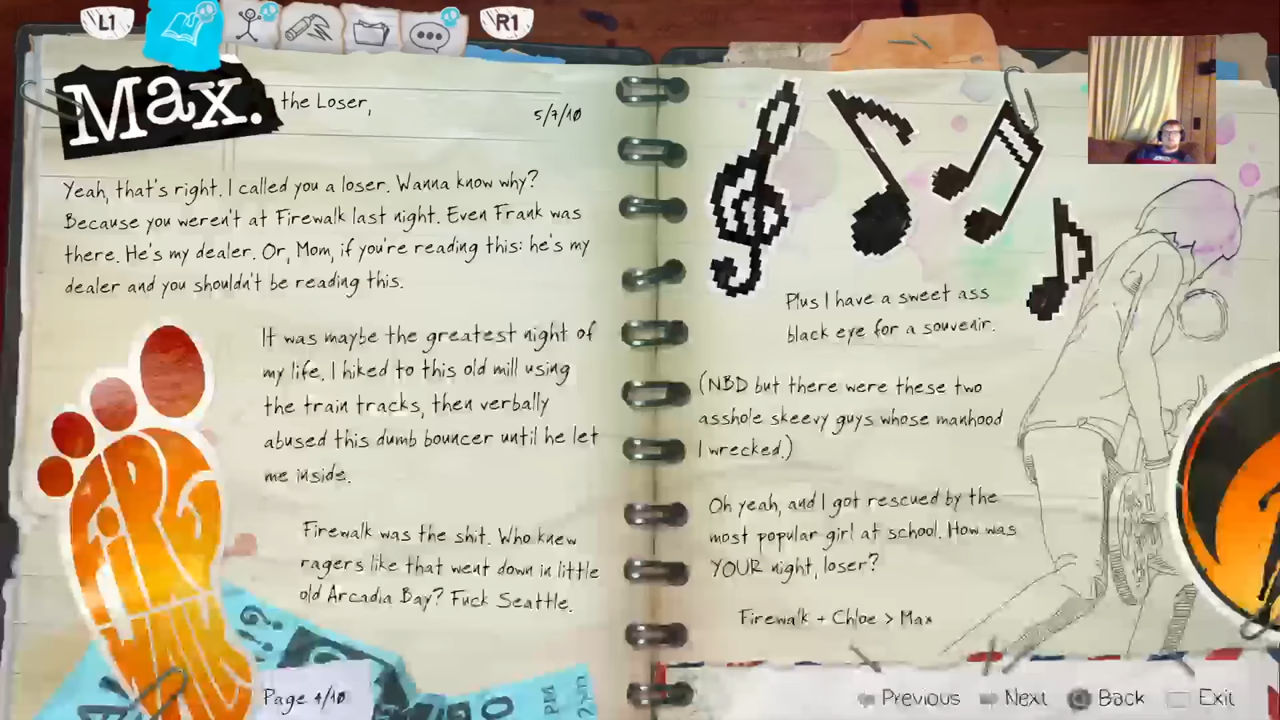 L1
R1
Max.
the Loser,
5/7/10
Yeah, that's right. I called you a loser. Wanna know why?
Because you weren't at Firewalk last night. Even Frank was
there. He's my dealer. Or, Mom, if you're reading this: he's my
dealer and you shouldn't be reading this.
It was maybe the greatest night of
my life. I hiked to this old mill using
the train tracks, then verbally
abused this dumb bouncer until he let
me inside.
Firewalk was the shit. Who knew
ragers like that went down in little
old Arcadia Bay? Fuck Seattle.
FiRE
WALK
Page 4/10
Plus I have a sweet ass
black eye for a souvenir.
(NBD but there were these two
asshole skeevy guys whose manhood
I wrecked.)
Oh yeah, and I got rescued by the
most popular girl at school. How was
YOUR night, loser?
Firewalk + Chloe > Max
Previous
Next
Back
Exit